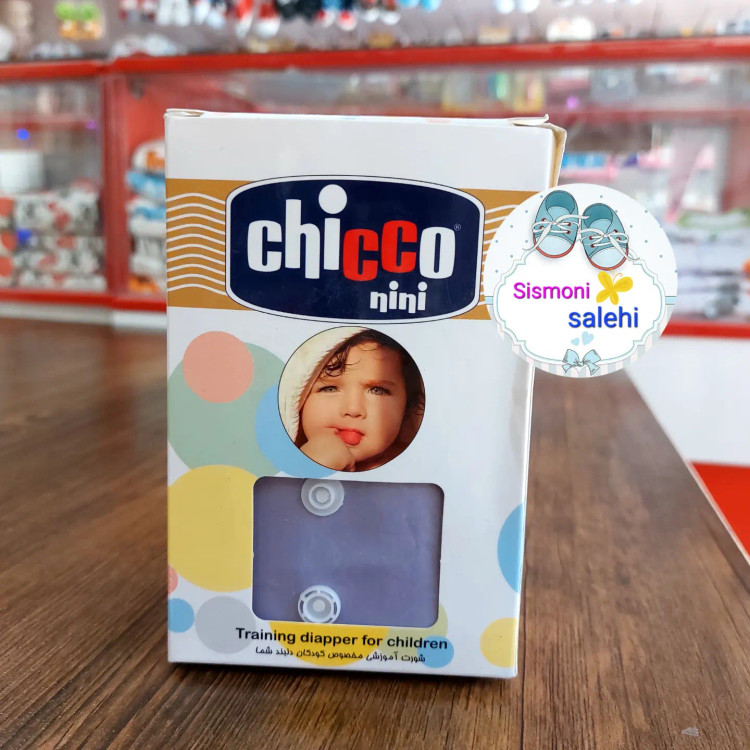 chicco®
nini
Sismoni
salehi
Training diapper for children
شورت آموزشی مخصوص کودکان دلبند شما